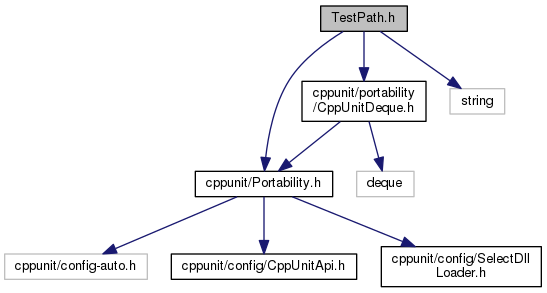 TestPath.h
cppunit/portability
/CppUnitDeque.h
string
cppunit/Portability.h
deque
cppunit/config-auto.h
cppunit/config/CppUnitApi.h
cppunit/config/SelectDll
Loader.h